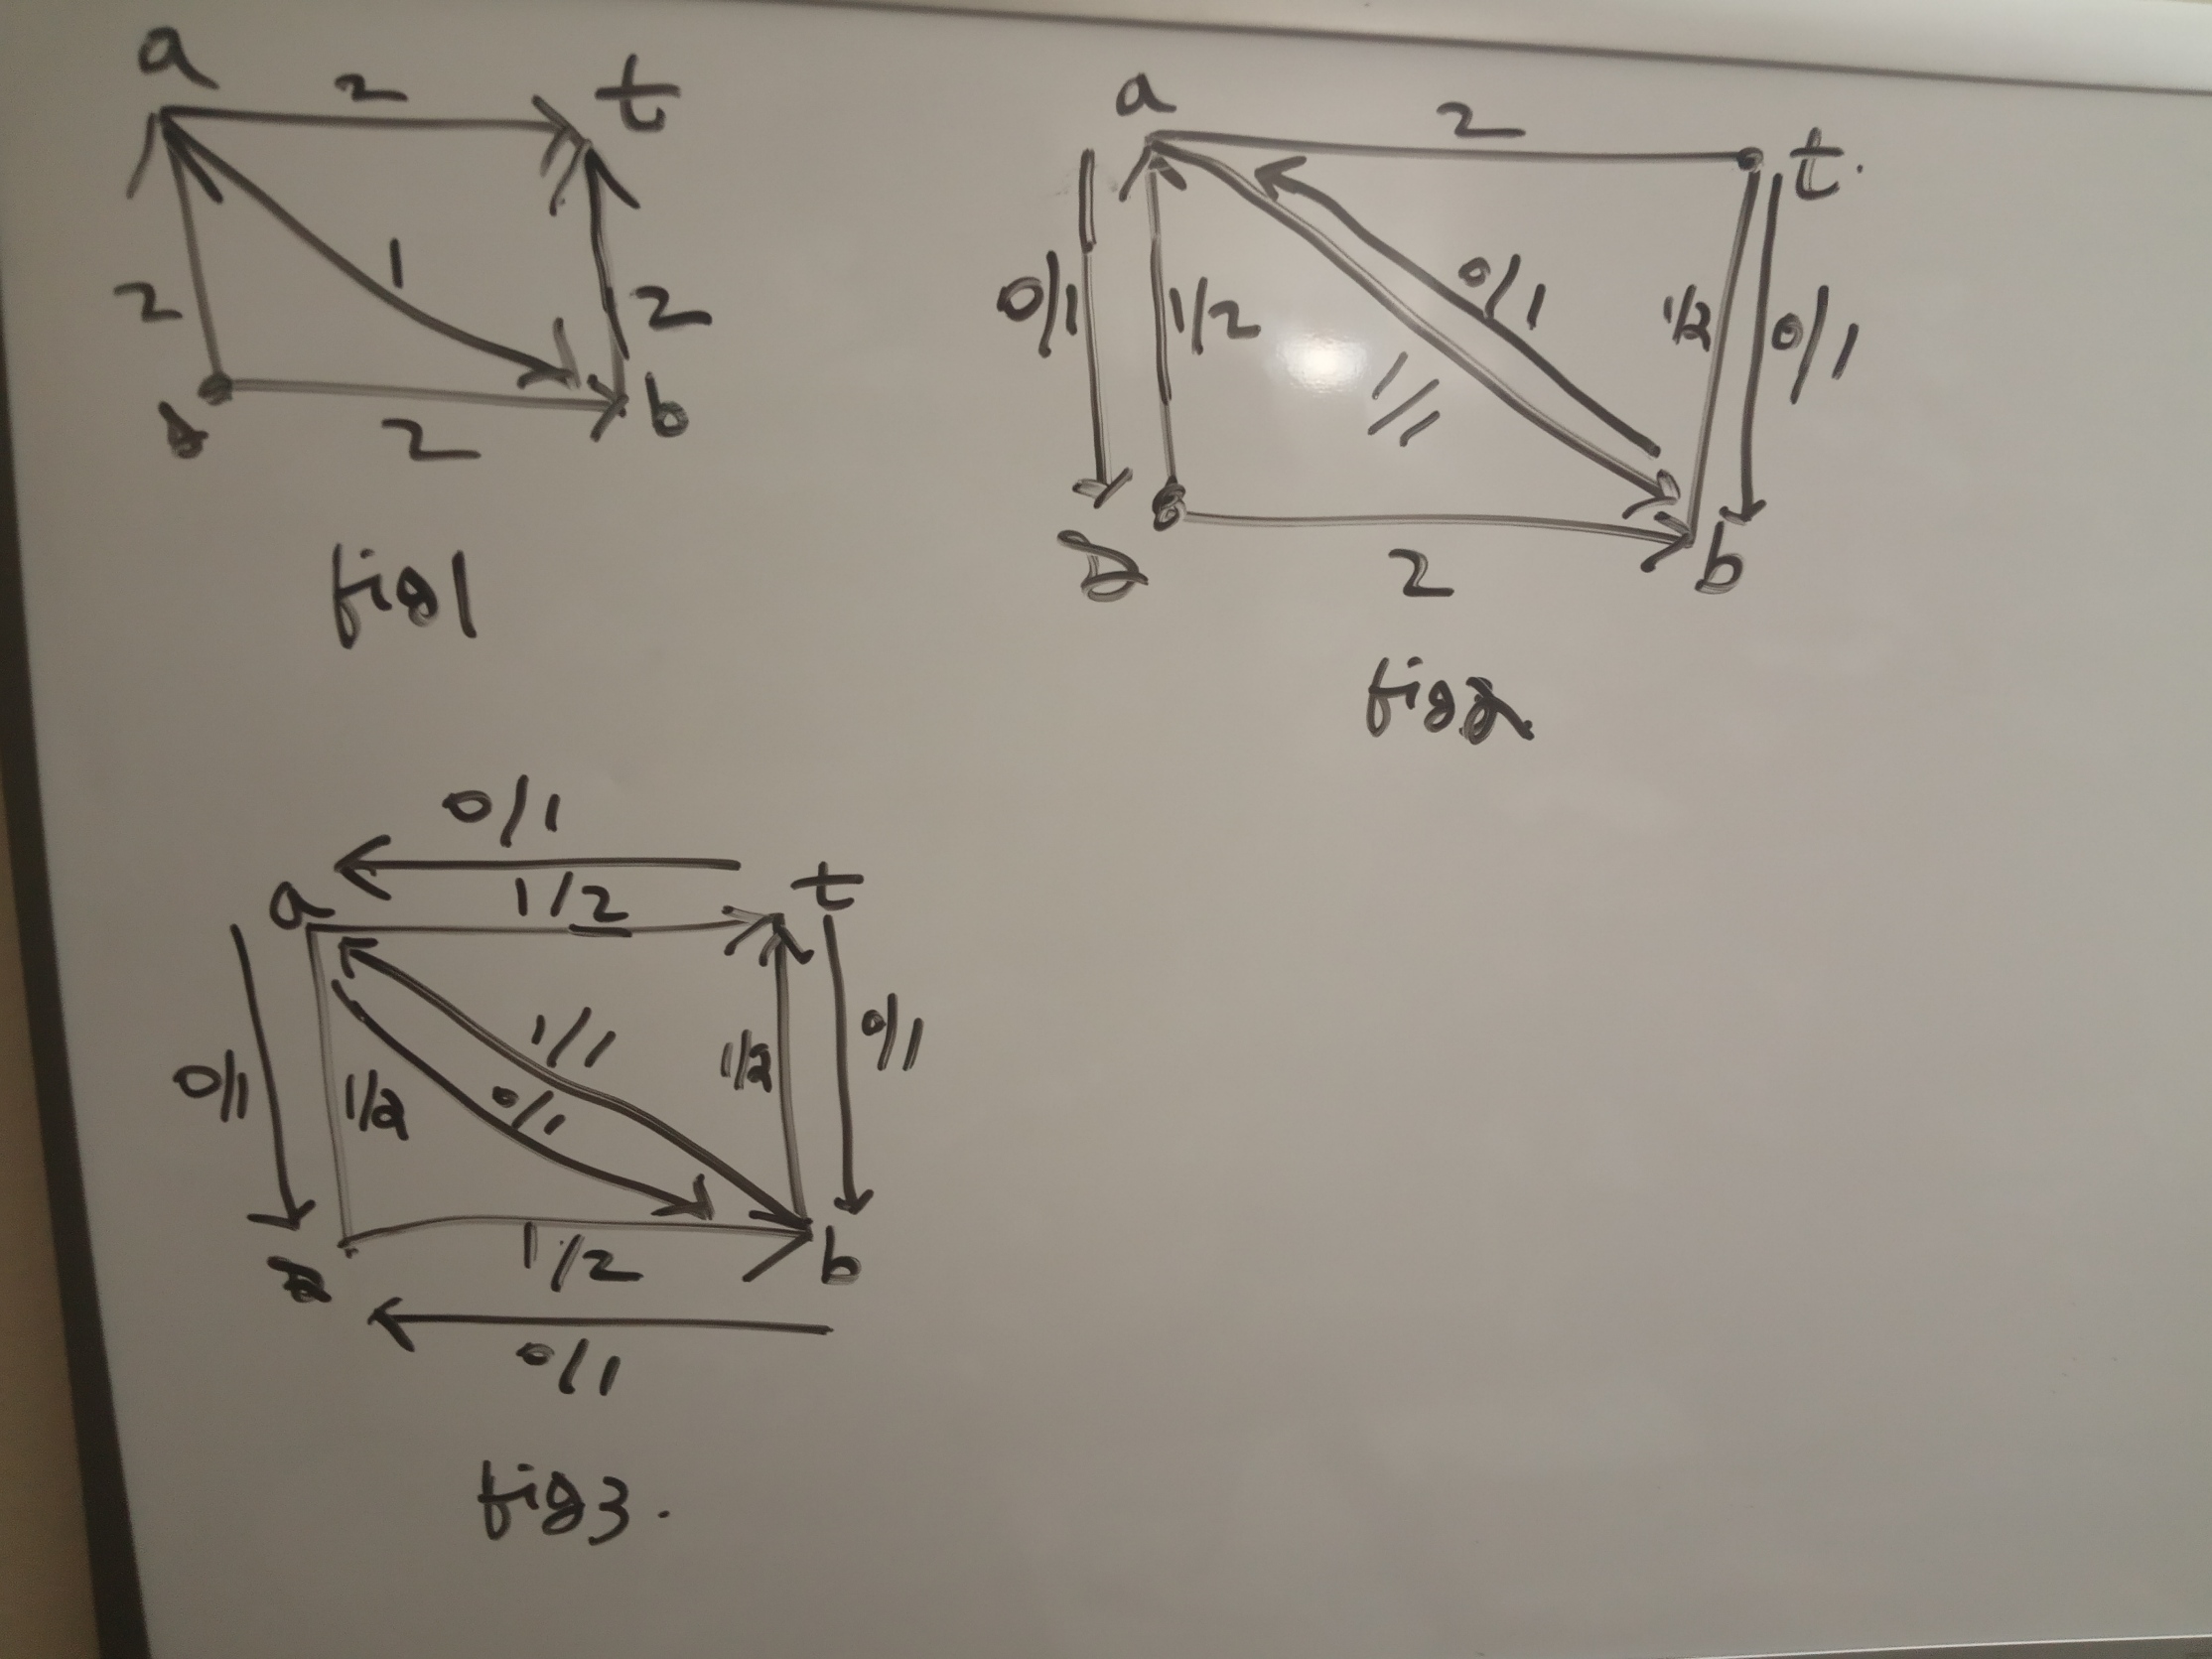 a 2 t
1
2 2
s 2 b
fig1
a 2 t.
0/1 1/2 0/1 1/2 0/1
1/1
s 2 b
fig2
0/1
a 1/2 t
1/1 0/1
0/1 1/2 0/1 1/2
s 1/2 b
0/1
fig3.